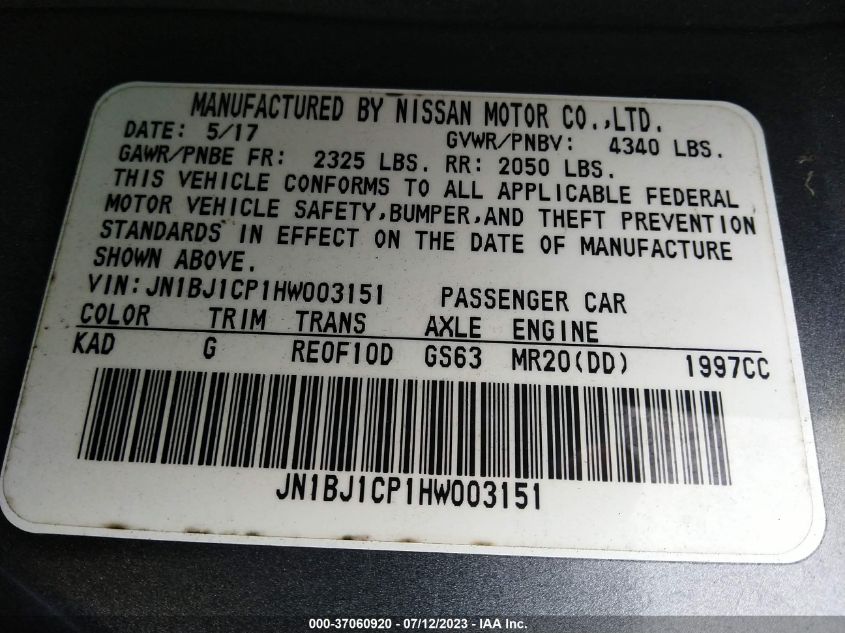 MANUFACTURED BY NISSAN MOTOR CO.,LTD.
DATE: 5/17 GVWR/PNBV: 4340 LBS.
GAWR/PNBE FR: 2325 LBS. RR: 2050 LBS.
THIS VEHICLE CONFORMS TO ALL APPLICABLE FEDERAL
MOTOR VEHICLE SAFETY,BUMPER,AND THEFT PREVENTION
STANDARDS IN EFFECT ON THE DATE OF MANUFACTURE
SHOWN ABOVE.
VIN:JN1BJ1CP1HW003151 PASSENGER CAR
COLOR TRIM TRANS AXLE ENGINE
KAD G RE0F10D GS63 MR20(DD) 1997CC
JN1BJ1CP1HW003151
000-37060920 - 07/12/2023 - IAA Inc.